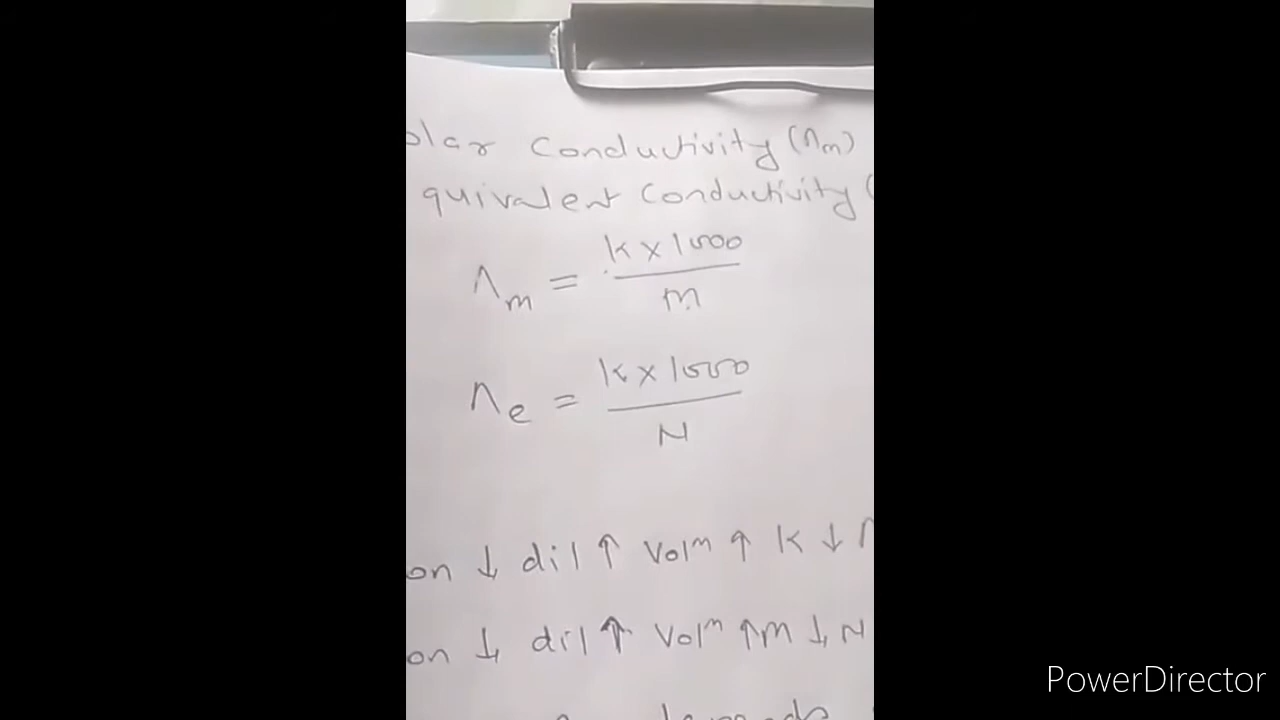 olar Conductivity (Λm)
quivalent Conductivity (
Λm = K × 1000 / m
Λe = K × 1000 / N
on ↓ dil ↑ Volm ↑ K ↓ Λ
on ↓ dil ↑ Volm ↑ m ↓ N
PowerDirector